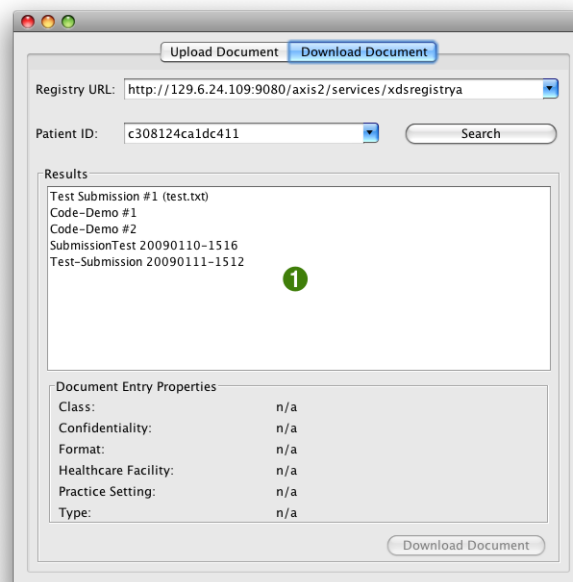 Upload Document Download Document
Registry URL: http://129.6.24.109:9080/axis2/services/xdsregistrya
Patient ID: c308124ca1dc411 Search
Results
Test Submission #1 (test.txt)
Code-Demo #1
Code-Demo #2
SubmissionTest 20090110-1516
Test-Submission 20090111-1512
1
Document Entry Properties
Class: n/a
Confidentiality: n/a
Format: n/a
Healthcare Facility: n/a
Practice Setting: n/a
Type: n/a
Download Document